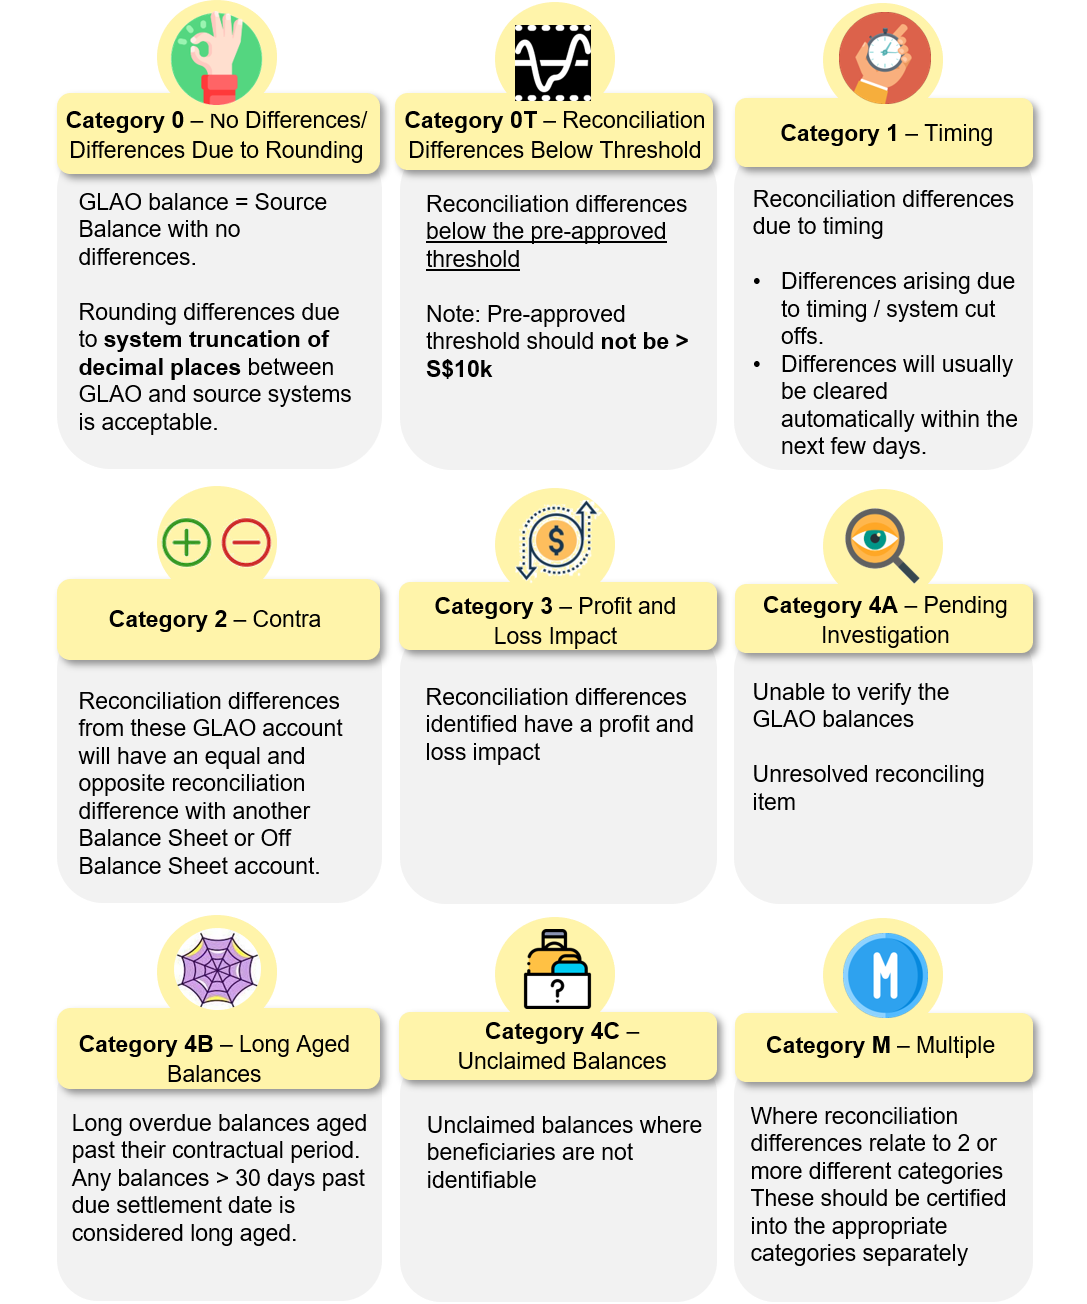 Category 0 – No Differences/
Differences Due to Rounding
GLAO balance = Source
Balance with no
differences.
Rounding differences due
to system truncation of
decimal places between
GLAO and source systems
is acceptable.
Category 0T – Reconciliation
Differences Below Threshold
Reconciliation differences
below the pre-approved
threshold
Note: Pre-approved
threshold should not be >
S$10k
Category 1 – Timing
Reconciliation differences
due to timing
• Differences arising due
to timing / system cut
offs.
• Differences will usually
be cleared
automatically within the
next few days.
Category 2 – Contra
Reconciliation differences
from these GLAO account
will have an equal and
opposite reconciliation
difference with another
Balance Sheet or Off
Balance Sheet account.
$
Category 3 – Profit and
Loss Impact
Reconciliation differences
identified have a profit and
loss impact
Category 4A – Pending
Investigation
Unable to verify the
GLAO balances
Unresolved reconciling
item
Category 4B – Long Aged
Balances
Long overdue balances aged
past their contractual period.
Any balances > 30 days past
due settlement date is
considered long aged.
?
Category 4C –
Unclaimed Balances
Unclaimed balances where
beneficiaries are not
identifiable
M
Category M – Multiple
Where reconciliation
differences relate to 2 or
more different categories
These should be certified
into the appropriate
categories separately